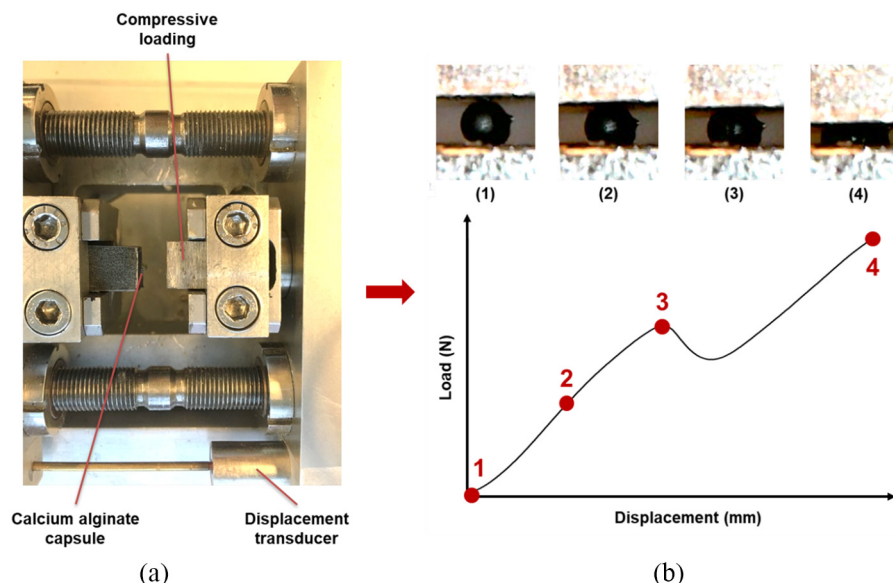 Compressive
loading
Calcium alginate
capsule
Displacement
transducer
(a)
(1)
(2)
(3)
(4)
Load (N)
1
2
3
4
Displacement (mm)
(b)